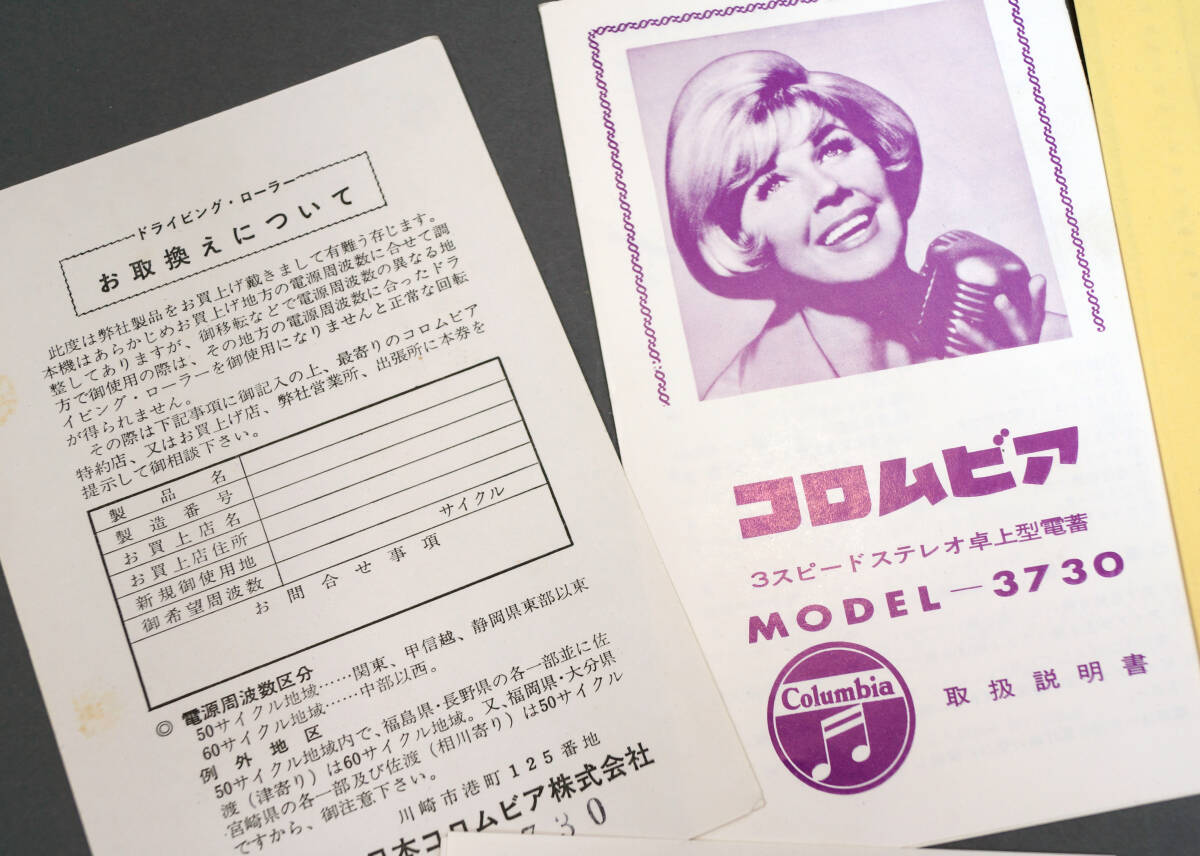 ドライビング・ローラー
お取換えについて
此度は弊社製品をお買上げ戴きまして有難う存じます。
本機はあらかじめお買上げ地方の電源周波数に合せて調
整してありますが、御移転などで電源周波数の異なる地
方で御使用の際は、その地方の電源周波数に合ったドラ
イビング・ローラーを御使用になりませんと正常な回転
が得られません。
その際は下記事項に御記入の上、最寄りのコロムビア
特約店、又はお買上げ店、弊社営業所、出張所に本券を
提示して御相談下さい。
製品名
製造番号
お買上店名
お買上店住所
新規御使用地
御希望周波数 サイクル
お問合せ事項
◎ 電源周波数区分
50サイクル地域……関東、甲信越、静岡県東部以東
60サイクル地域……中部以西。
例外地区
50サイクル地域内で、福島県・長野県の各一部並に佐
渡(津寄り)は60サイクル地域。又、福岡県・大分県
宮崎県の各一部及び佐渡(相川寄り)は50サイクル
ですから、御注意下さい。
川崎市港町125番地
日本コロムビア株式会社
730
コロムビア
3スピードステレオ卓上型電蓄
MODEL-3730
Columbia
取扱説明書